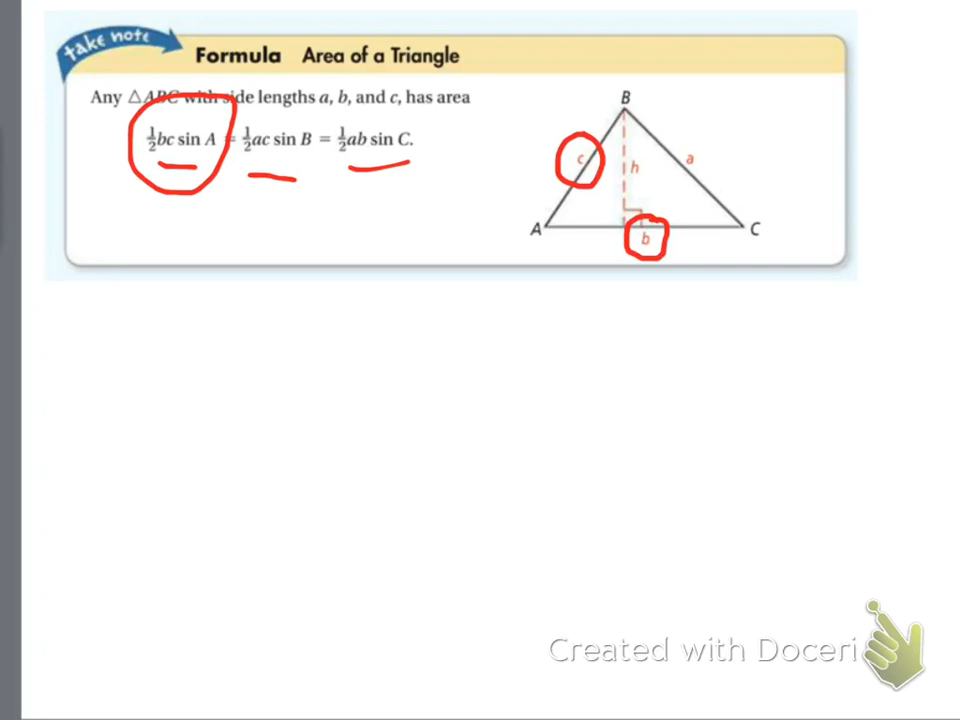 take note
Formula Area of a Triangle
Any △ABC with side lengths a, b, and c, has area
½bc sin A = ½ac sin B = ½ab sin C.
B
c
h
a
A
b
C
Created with Doceri